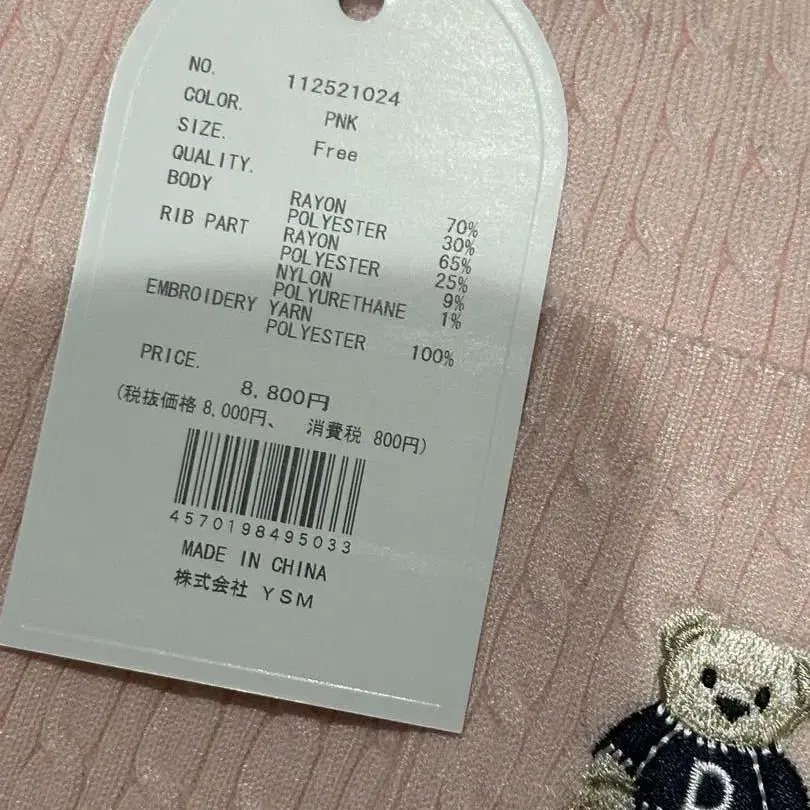 NO. 112521024
COLOR. PNK
SIZE. Free
QUALITY.
BODY RAYON 70%
POLYESTER 30%
RIB PART RAYON 65%
POLYESTER 25%
NYLON 9%
POLYURETHANE 1%
EMBROIDERY YARN
POLYESTER 100%
PRICE.
8,800円
(税抜価格 8,000円、 消費税 800円)
4570198495033
MADE IN CHINA
株式会社 YSM